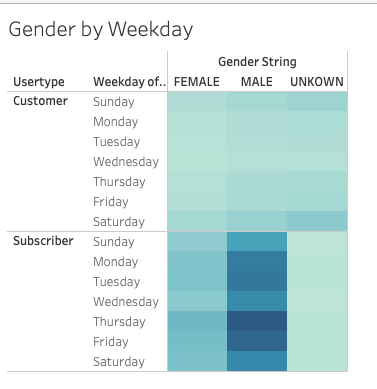 Gender by Weekday
Gender String
Usertype Weekday of.. FEMALE MALE UNKOWN
Customer Sunday
Monday
Tuesday
Wednesday
Thursday
Friday
Saturday
Subscriber Sunday
Monday
Tuesday
Wednesday
Thursday
Friday
Saturday